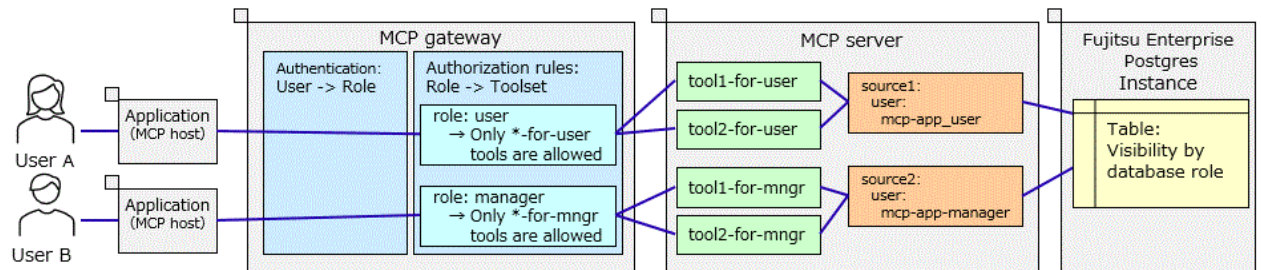 User A
User B
Application
(MCP host)
Application
(MCP host)
MCP gateway
Authentication:
User -> Role
Authorization rules:
Role -> Toolset
role: user
→ Only *-for-user
tools are allowed
role: manager
→ Only *-for-mngr
tools are allowed
MCP server
tool1-for-user
tool2-for-user
tool1-for-mngr
tool2-for-mngr
source1:
user:
mcp-app_user
source2:
user:
mcp-app-manager
Fujitsu Enterprise
Postgres
Instance
Table:
Visibility by
database role